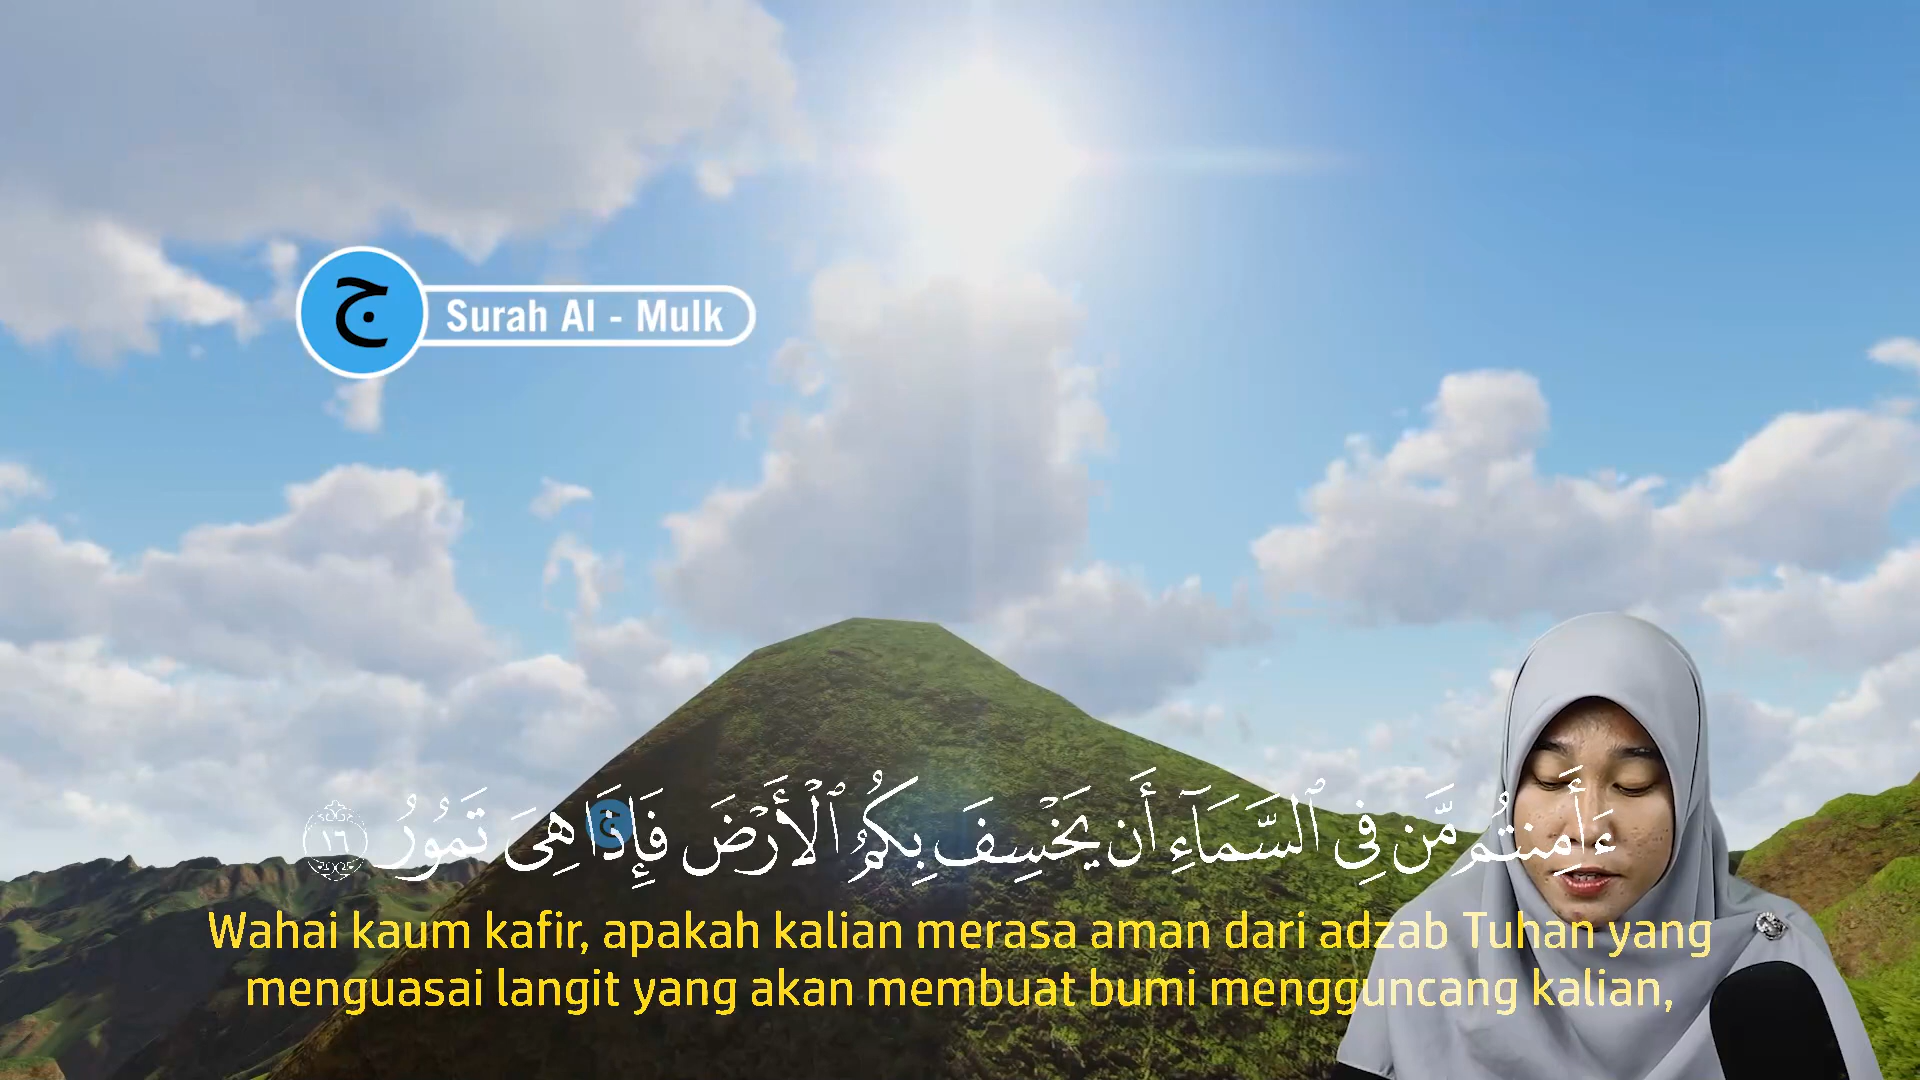 ج
Surah Al - Mulk
ءَأَمِنتُم مَّن فِى ٱلسَّمَآءِ أَن يَخْسِفَ بِكُمُ ٱلْأَرْضَ فَإِذَا هِىَ تَمُورُ ١٦
ج
Wahai kaum kafir, apakah kalian merasa aman dari adzab Tuhan yang
menguasai langit yang akan membuat bumi mengguncang kalian,